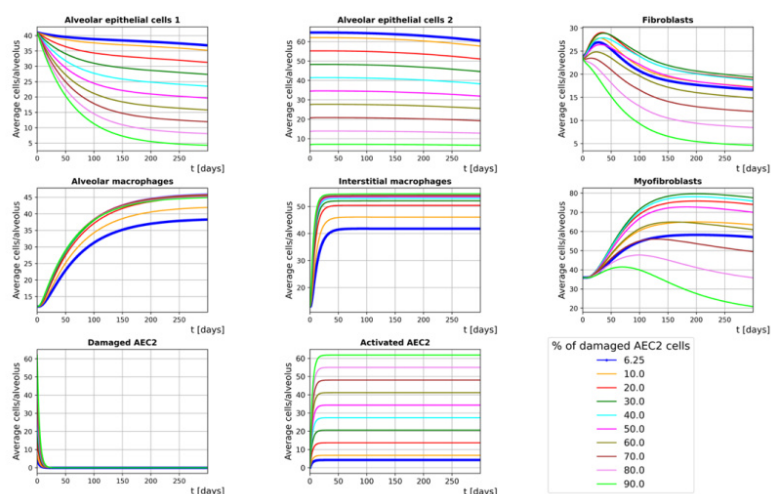 Alveolar epithelial cells 1
Alveolar epithelial cells 2
Fibroblasts
Average cells/alveolus
40
35
30
25
20
15
10
5
0 50 100 150 200 250
t [days]
Average cells/alveolus
60
50
40
30
20
10
0 50 100 150 200 250
t [days]
Average cells/alveolus
30
25
20
15
10
5
0 50 100 150 200 250
t [days]
Alveolar macrophages
Interstitial macrophages
Myofibroblasts
Average cells/alveolus
45
40
35
30
25
20
15
0 50 100 150 200 250
t [days]
Average cells/alveolus
50
40
30
20
0 50 100 150 200 250
t [days]
Average cells/alveolus
80
70
60
50
40
30
20
0 50 100 150 200 250
t [days]
Damaged AEC2
Activated AEC2
Average cells/alveolus
60
50
40
30
20
10
0
0 50 100 150 200 250
t [days]
Average cells/alveolus
60
50
40
30
20
10
0
0 50 100 150 200 250
t [days]
% of damaged AEC2 cells
6.25
10.0
20.0
30.0
40.0
50.0
60.0
70.0
80.0
90.0